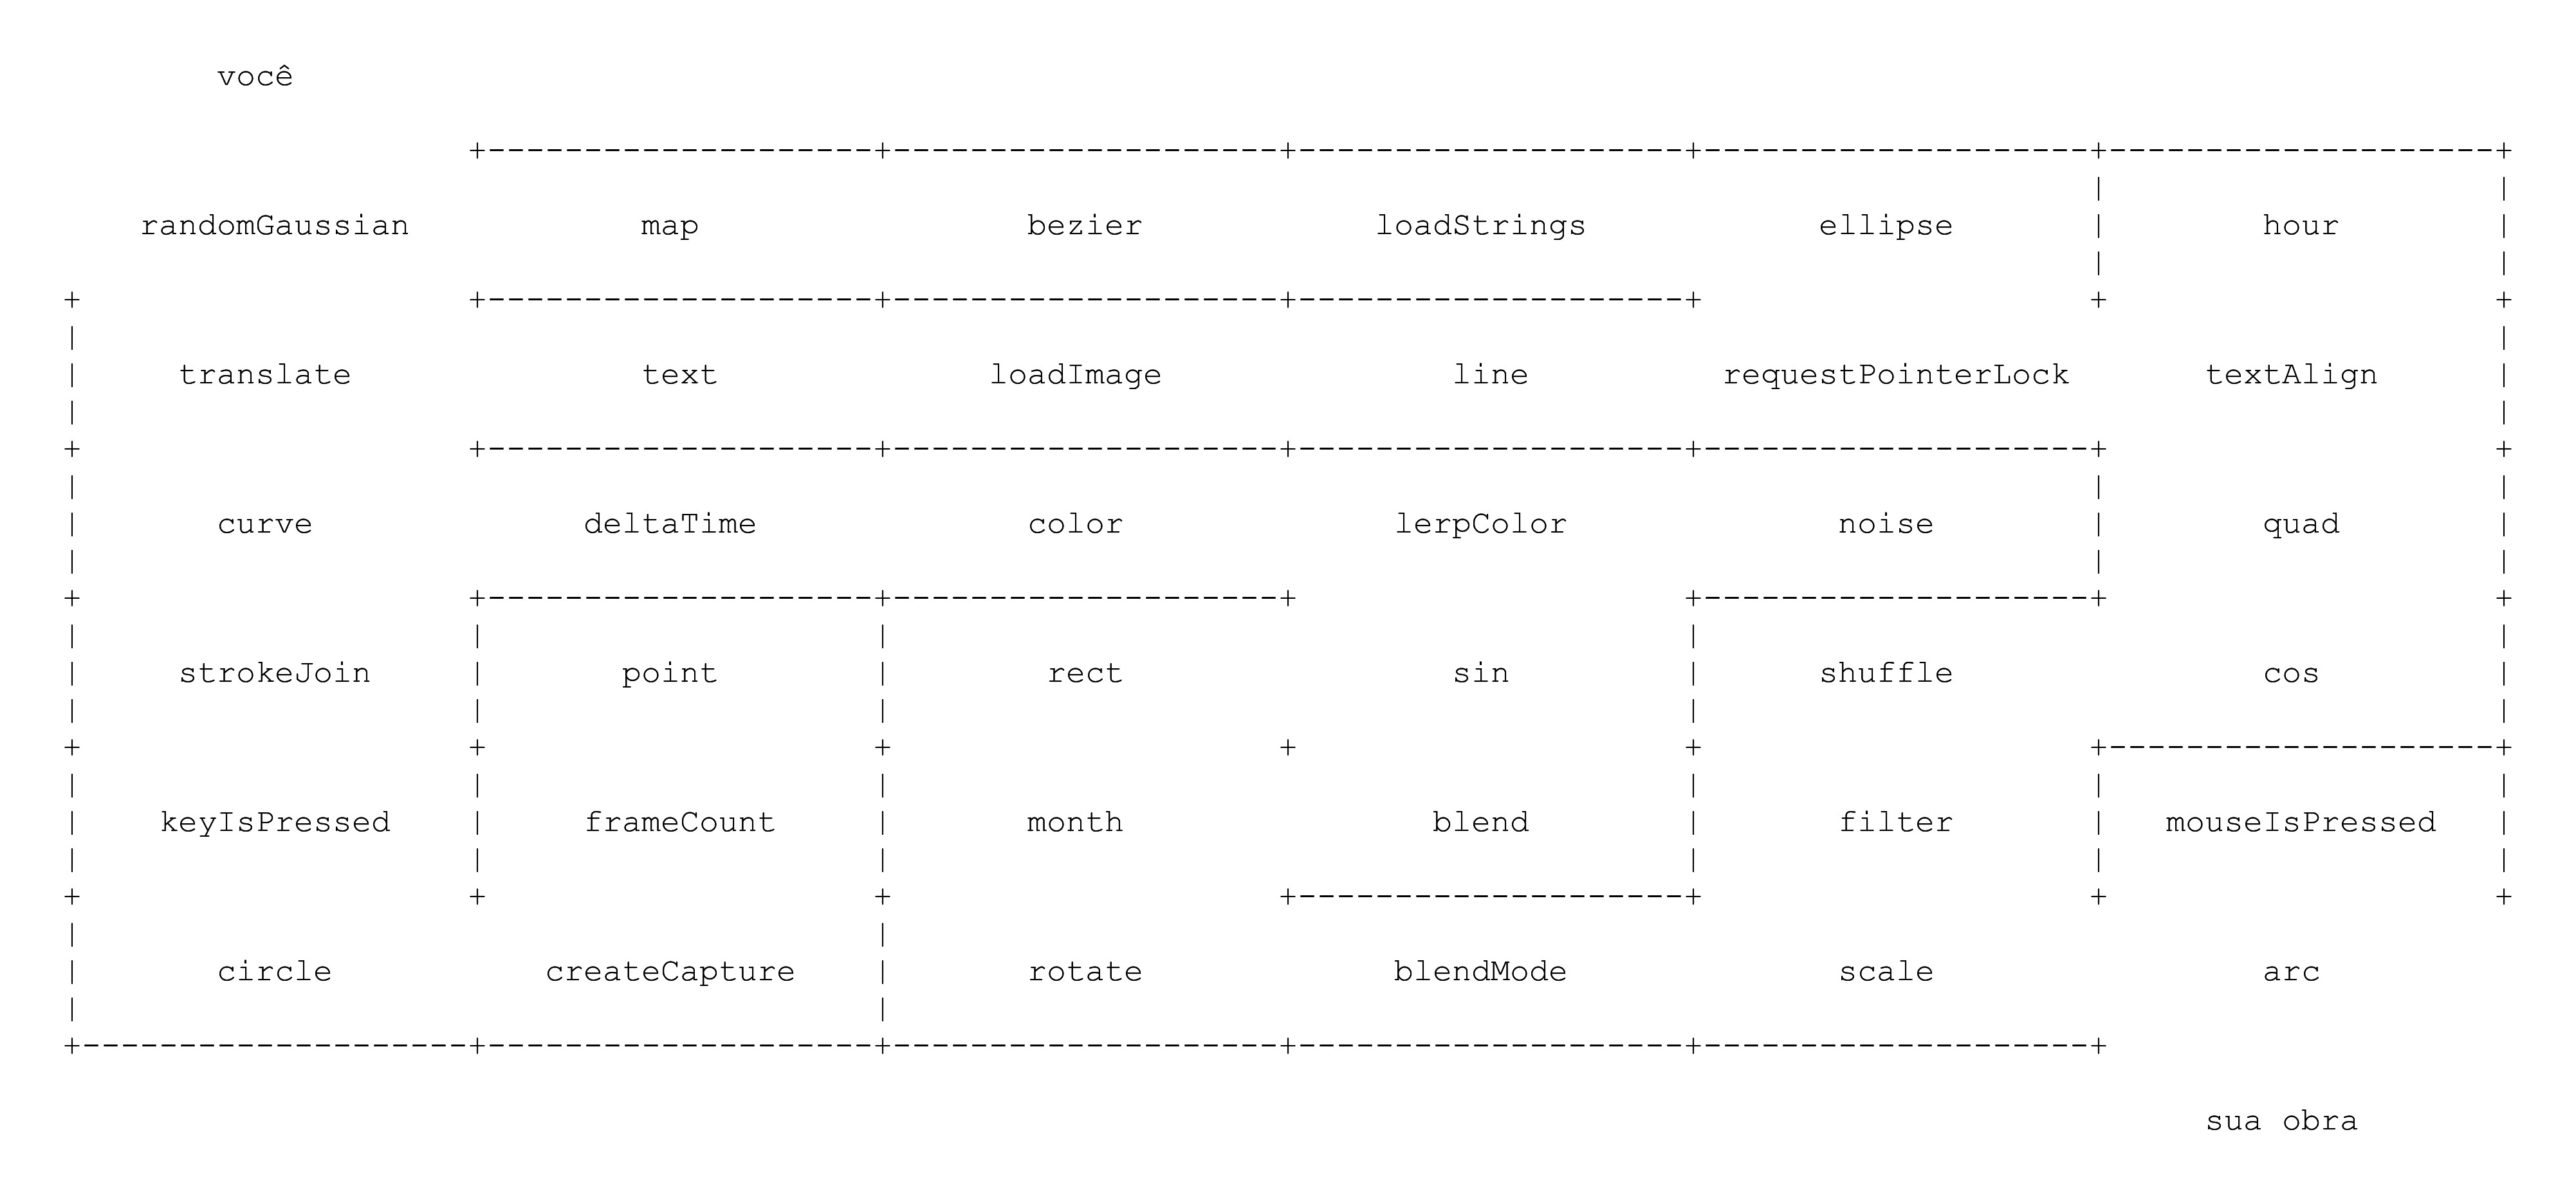 você
randomGaussian map bezier loadStrings ellipse hour
translate text loadImage line requestPointerLock textAlign
curve deltaTime color lerpColor noise quad
strokeJoin point rect sin shuffle cos
keyIsPressed frameCount month blend filter mouseIsPressed
circle createCapture rotate blendMode scale arc
sua obra